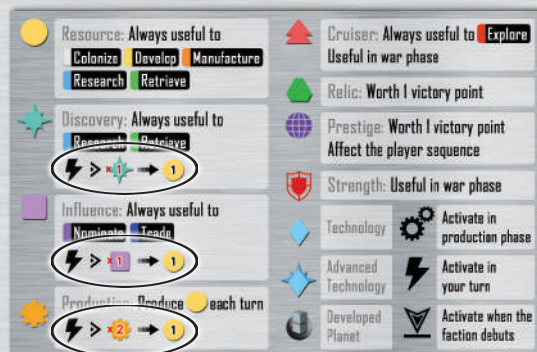 Resource: Always useful to
Colonize Develop Manufacture
Research Retrieve
Discovery: Always useful to
Research Retrieve
×1 1
Influence: Always useful to
Nominate Trade
×1 1
Production: Produce each turn
×2 1
Cruiser: Always useful to Explore
Useful in war phase
Relic: Worth 1 victory point
Prestige: Worth 1 victory point
Affect the player sequence
Strength: Useful in war phase
Technology
Activate in
production phase
Advanced
Technology
Activate in
your turn
Developed
Planet
Activate when the
faction debuts